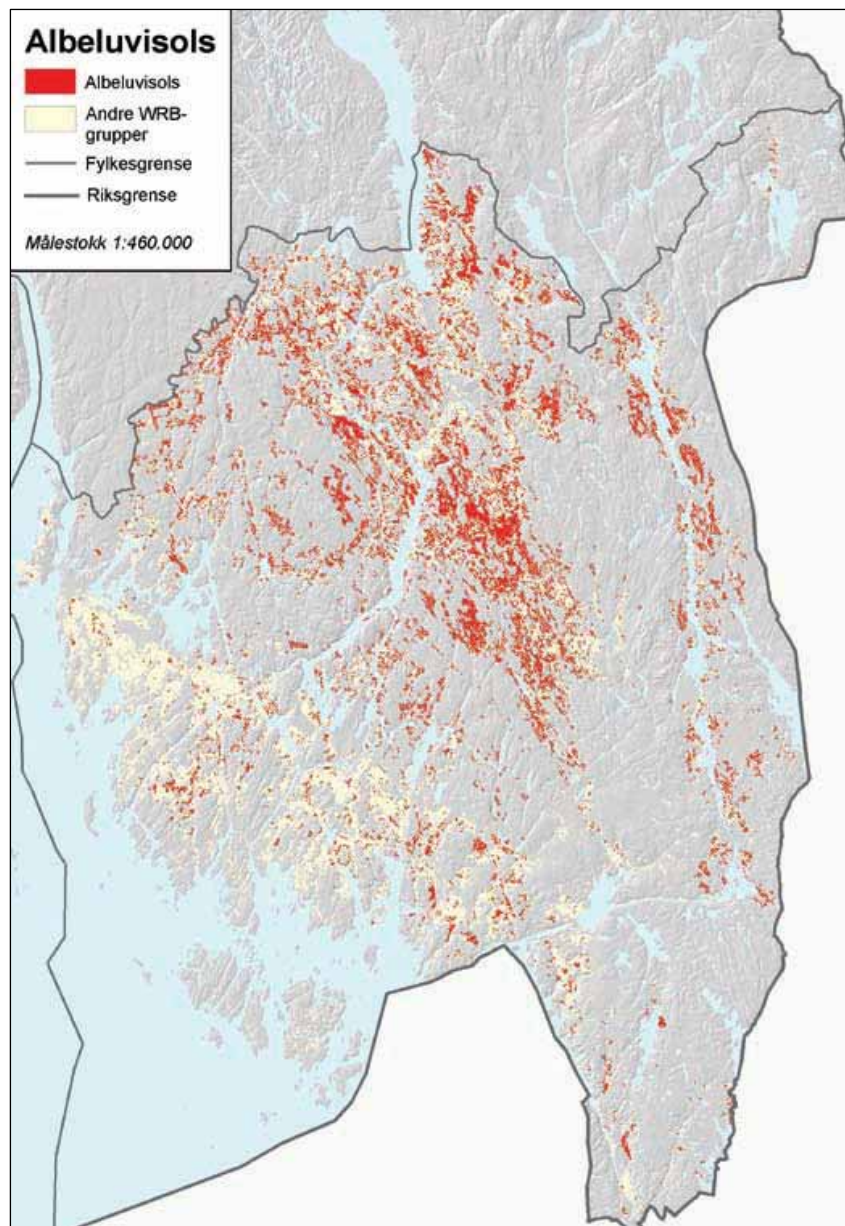 Albeluvisols
Albeluvisols
Andre WRB-
grupper
Fylkesgrense
Riksgrense
Målestokk 1:460.000